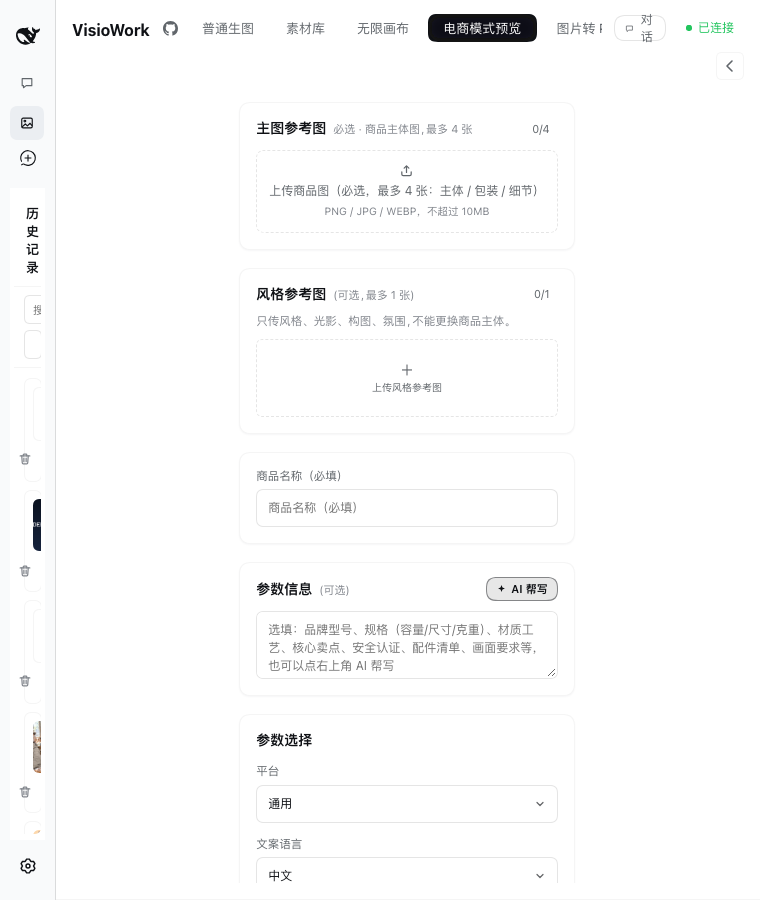 VisioWork
普通生图
素材库
无限画布
电商模式预览
图片转
对
话
已连接
历
史
记
录
主图参考图 必选 · 商品主体图, 最多 4 张 0/4
上传商品图（必选，最多 4 张：主体 / 包装 / 细节）
PNG / JPG / WEBP，不超过 10MB
风格参考图 (可选, 最多 1 张) 0/1
只传风格、光影、构图、氛围, 不能更换商品主体。
上传风格参考图
商品名称（必填）
商品名称（必填）
参数信息 (可选) AI 帮写
选填：品牌型号、规格（容量/尺寸/克重）、材质工
艺、核心卖点、安全认证、配件清单、画面要求等，
也可以点右上角 AI 帮写
参数选择
平台
通用
文案语言
中文